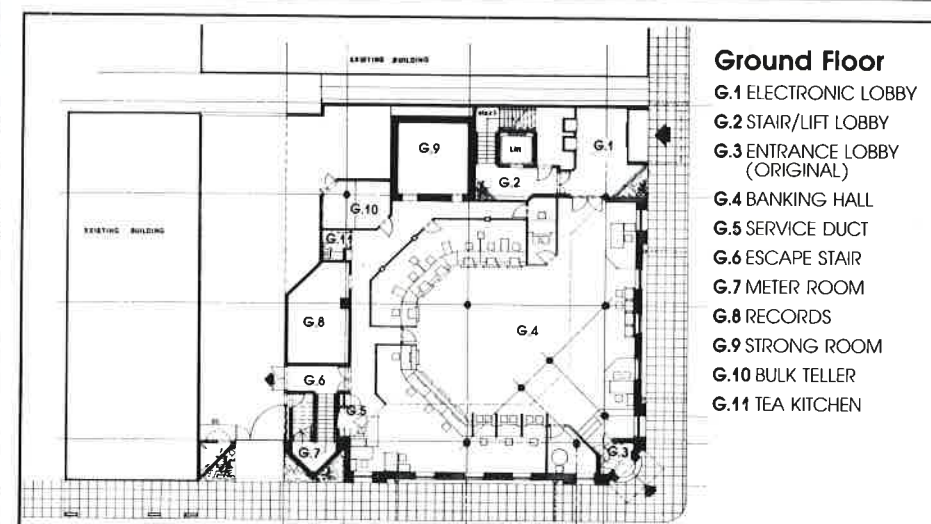 EXISTING BUILDING
EXISTING BUILDING
G.9
Lift
G.1
G.2
G.10
G.11
G.8
G.4
G.6
G.5
G.7
G.3
Ground Floor
G.1 ELECTRONIC LOBBY
G.2 STAIR/LIFT LOBBY
G.3 ENTRANCE LOBBY
(ORIGINAL)
G.4 BANKING HALL
G.5 SERVICE DUCT
G.6 ESCAPE STAIR
G.7 METER ROOM
G.8 RECORDS
G.9 STRONG ROOM
G.10 BULK TELLER
G.11 TEA KITCHEN